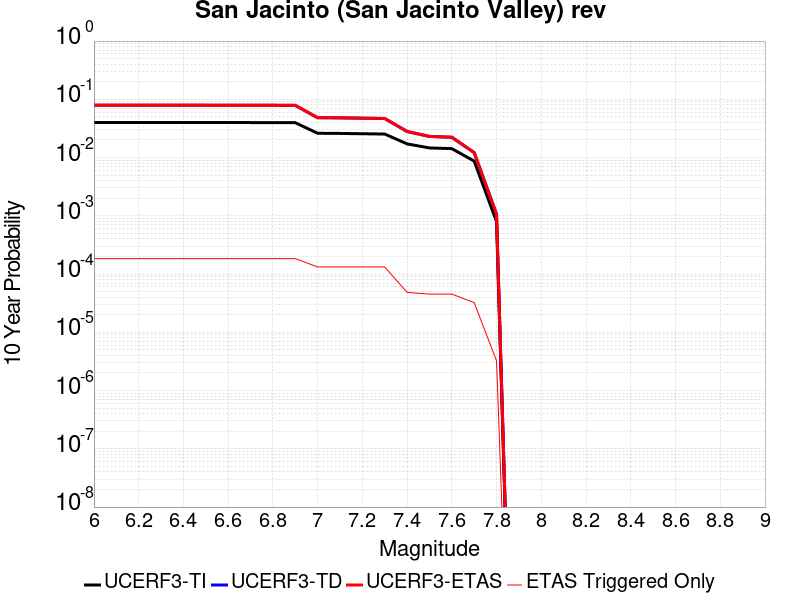 San Jacinto (San Jacinto Valley) rev
10^0
10^-1
10^-2
10^-3
10^-4
10^-5
10^-6
10^-7
10^-8
10 Year Probability
6 6.2 6.4 6.6 6.8 7 7.2 7.4 7.6 7.8 8 8.2 8.4 8.6 8.8 9
Magnitude
UCERF3-TI UCERF3-TD UCERF3-ETAS ETAS Triggered Only